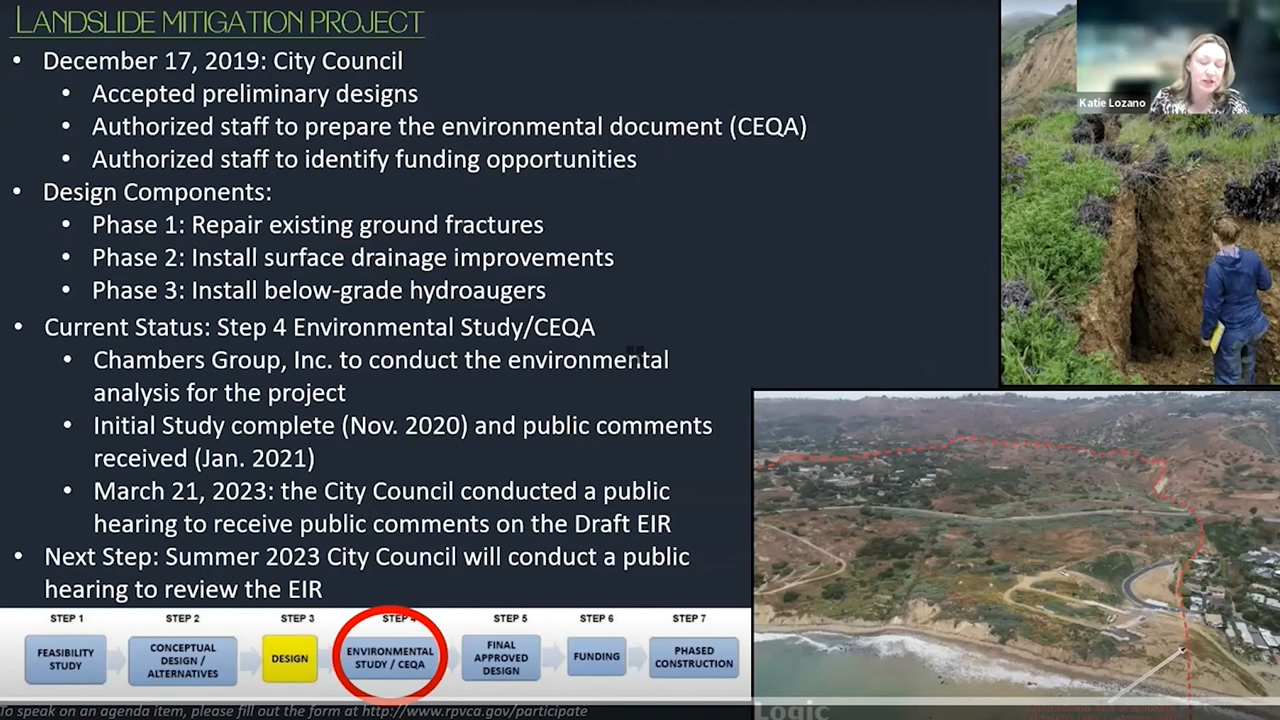 LANDSLIDE MITIGATION PROJECT
• December 17, 2019: City Council
• Accepted preliminary designs
• Authorized staff to prepare the environmental document (CEQA)
• Authorized staff to identify funding opportunities
• Design Components:
• Phase 1: Repair existing ground fractures
• Phase 2: Install surface drainage improvements
• Phase 3: Install below-grade hydroaugers
• Current Status: Step 4 Environmental Study/CEQA
• Chambers Group, Inc. to conduct the environmental
analysis for the project
• Initial Study complete (Nov. 2020) and public comments
received (Jan. 2021)
• March 21, 2023: the City Council conducted a public
hearing to receive public comments on the Draft EIR
• Next Step: Summer 2023 City Council will conduct a public
hearing to review the EIR
STEP 1
FEASIBILITY
STUDY
STEP 2
CONCEPTUAL
DESIGN /
ALTERNATIVES
STEP 3
DESIGN
STEP 4
ENVIRONMENTAL
STUDY / CEQA
STEP 5
FINAL
APPROVED
DESIGN
STEP 6
FUNDING
STEP 7
PHASED
CONSTRUCTION
To speak on an agenda item, please fill out the form at http://www.rpvca.gov/participate
Katie Lozano
Logic